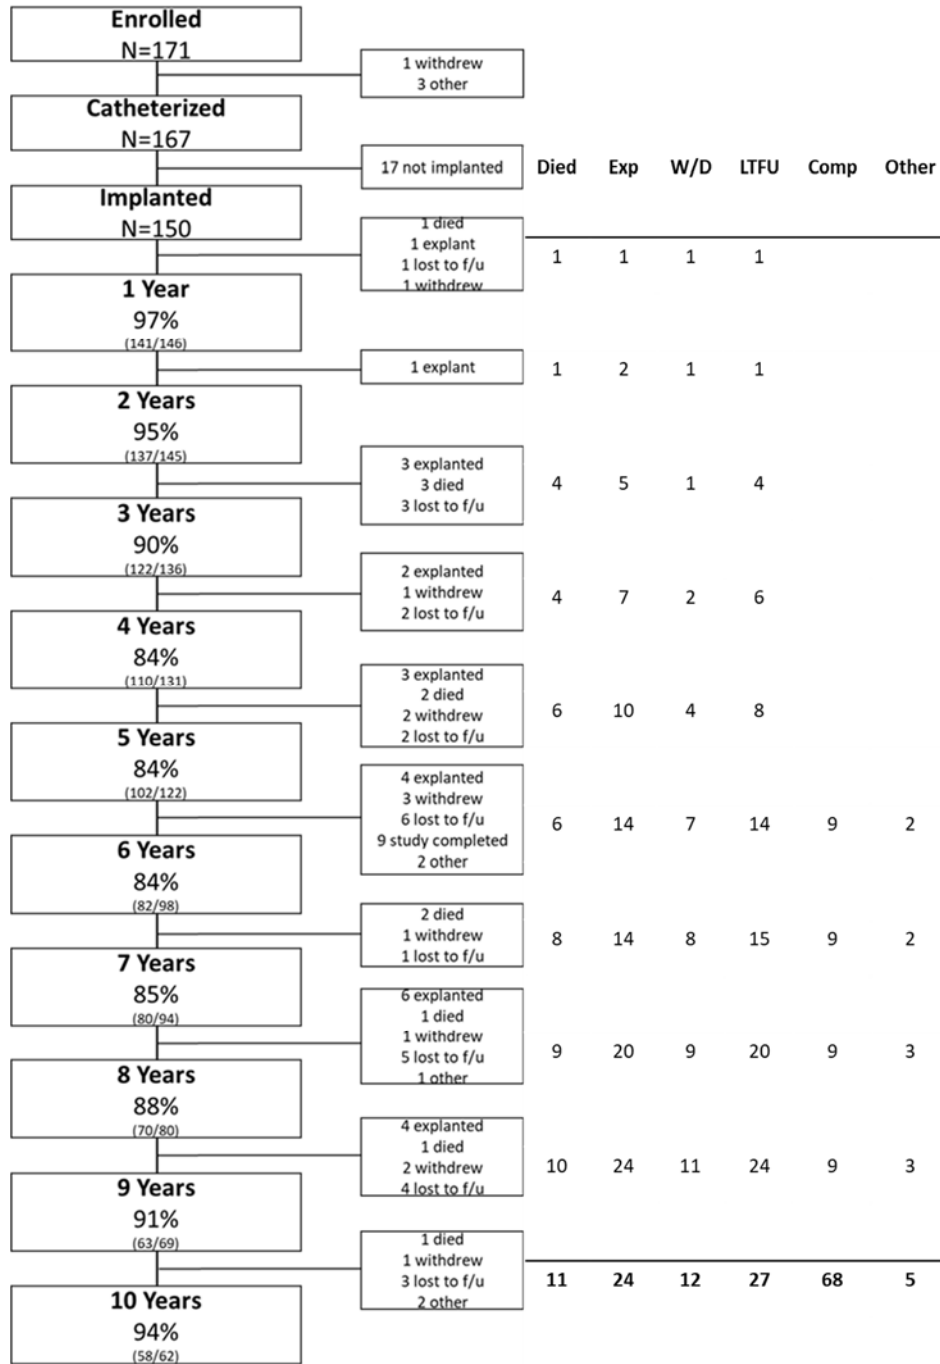 Enrolled
N=171
1 withdrew
3 other
Catheterized
N=167
17 not implanted
Died Exp W/D LTFU Comp Other
Implanted
N=150
1 died
1 explant
1 lost to f/u
1 withdrew
1 1 1 1
1 Year
97%
(141/146)
1 explant
1 2 1 1
2 Years
95%
(137/145)
3 explanted
3 died
3 lost to f/u
4 5 1 4
3 Years
90%
(122/136)
2 explanted
1 withdrew
2 lost to f/u
4 7 2 6
4 Years
84%
(110/131)
3 explanted
2 died
2 withdrew
2 lost to f/u
6 10 4 8
5 Years
84%
(102/122)
4 explanted
3 withdrew
6 lost to f/u
9 study completed
2 other
6 14 7 14 9 2
6 Years
84%
(82/98)
2 died
1 withdrew
1 lost to f/u
8 14 8 15 9 2
7 Years
85%
(80/94)
6 explanted
1 died
1 withdrew
5 lost to f/u
1 other
9 20 9 20 9 3
8 Years
88%
(70/80)
4 explanted
1 died
2 withdrew
4 lost to f/u
10 24 11 24 9 3
9 Years
91%
(63/69)
1 died
1 withdrew
3 lost to f/u
2 other
11 24 12 27 68 5
10 Years
94%
(58/62)